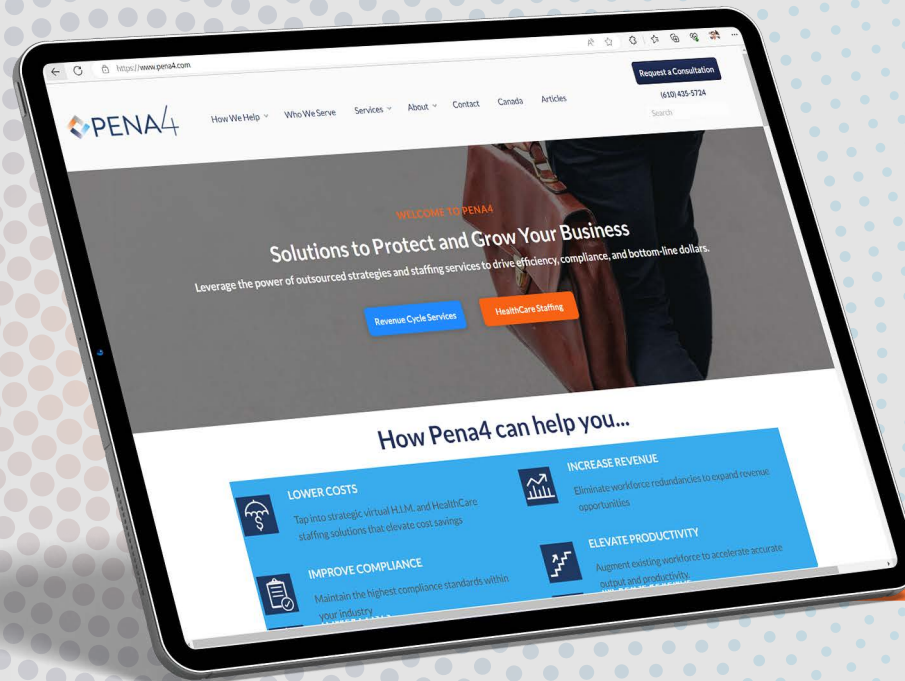 https://www.pena4.com
PENA4
How We Help
Who We Serve
Services
About
Contact
Canada
Articles
Request a Consultation
(610) 435-5724
Search
WELCOME TO PENA4
Solutions to Protect and Grow Your Business
Leverage the power of outsourced strategies and staffing services to drive efficiency, compliance, and bottom-line dollars.
Revenue Cycle Services
HealthCare Staffing
How Pena4 can help you...
LOWER COSTS
Tap into strategic virtual H.I.M. and HealthCare
staffing solutions that elevate cost savings
INCREASE REVENUE
Eliminate workforce redundancies to expand revenue
opportunities
IMPROVE COMPLIANCE
Maintain the highest compliance standards within
your industry
ELEVATE PRODUCTIVITY
Augment existing workforce to accelerate accurate
output and productivity